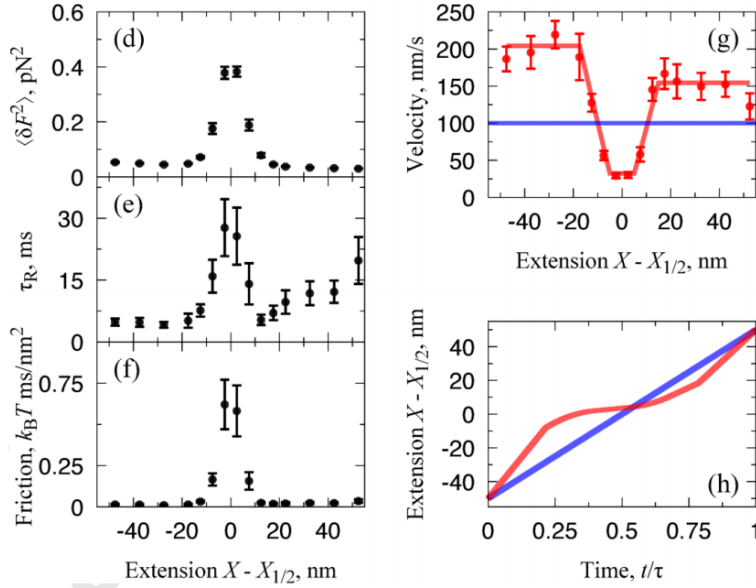 (d)
⟨δF²⟩, pN²
0.6
0.4
0.2
0
(e)
τR, ms
30
15
0
(f)
Friction, kBT ms/nm²
0.75
0.25
0
-40 -20 0 20 40
Extension X - X1/2, nm
(g)
Velocity, nm/s
250
200
150
100
50
0
-40 -20 0 20 40
Extension X - X1/2, nm
(h)
Extension X - X1/2, nm
40
20
0
-20
-40
0 0.25 0.5 0.75 1
Time, t/τ